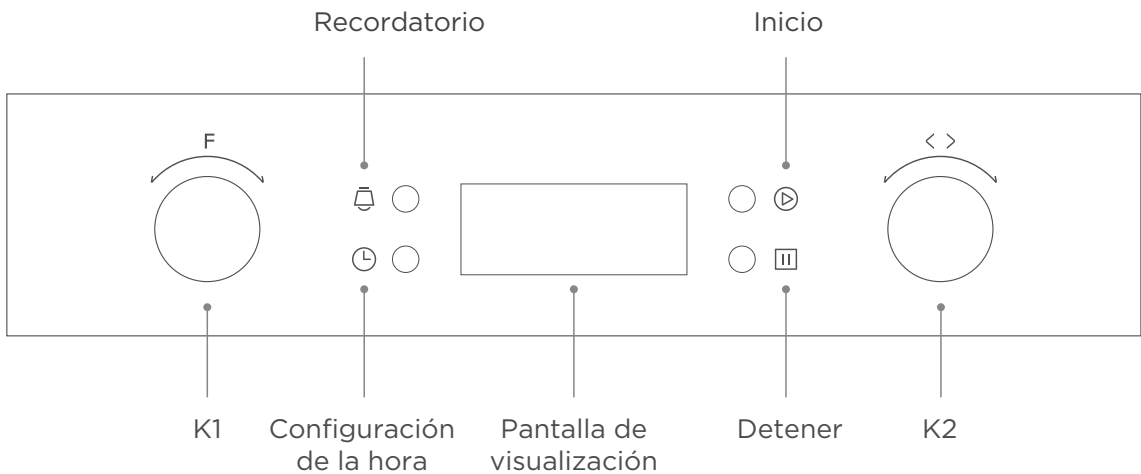 Recordatorio
Inicio
F
< >
K1
Configuración
de la hora
Pantalla de
visualización
Detener
K2